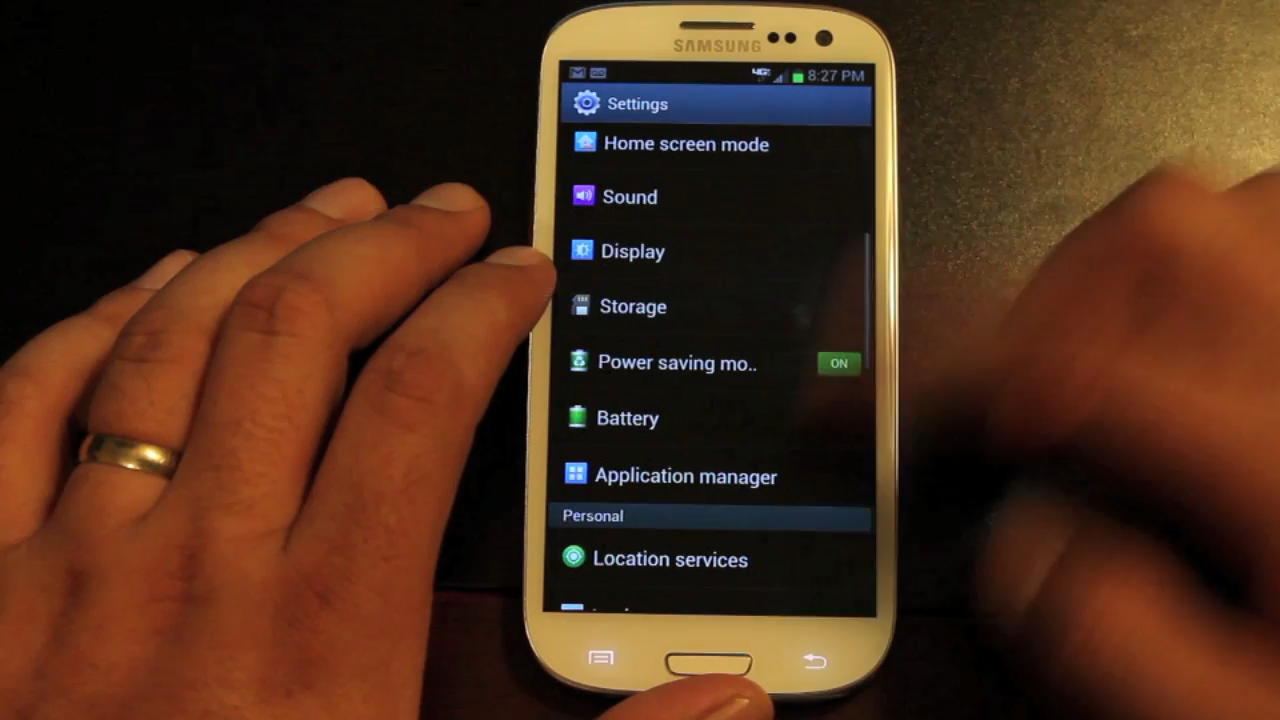 SAMSUNG
4G 8:27 PM
Settings
Home screen mode
Sound
Display
Storage
Power saving mo.. ON
Battery
Application manager
Personal
Location services